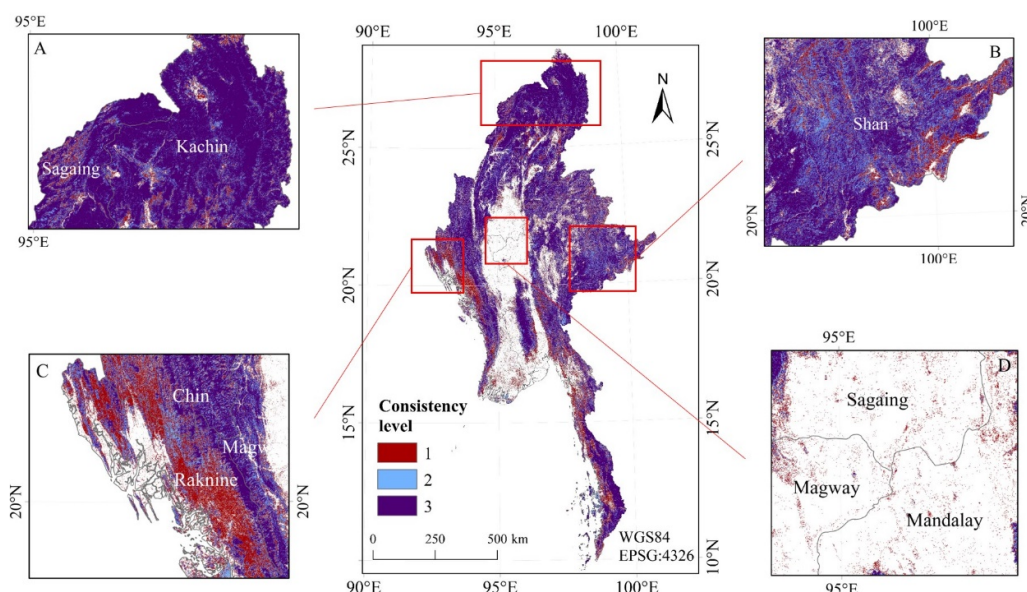 95°E
A
Kachin
Sagaing
95°E
90°E
95°E
100°E
N
25°N
20°N
15°N
10°N
25°N
20°N
15°N
Consistency
level
1
2
3
0
250
500 km
WGS84
EPSG:4326
90°E
95°E
100°E
100°E
B
Shan
20°N
20°N
100°E
C
Chin
Magw
Raknine
20°N
20°N
95°E
D
Sagaing
Magway
Mandalay
95°E